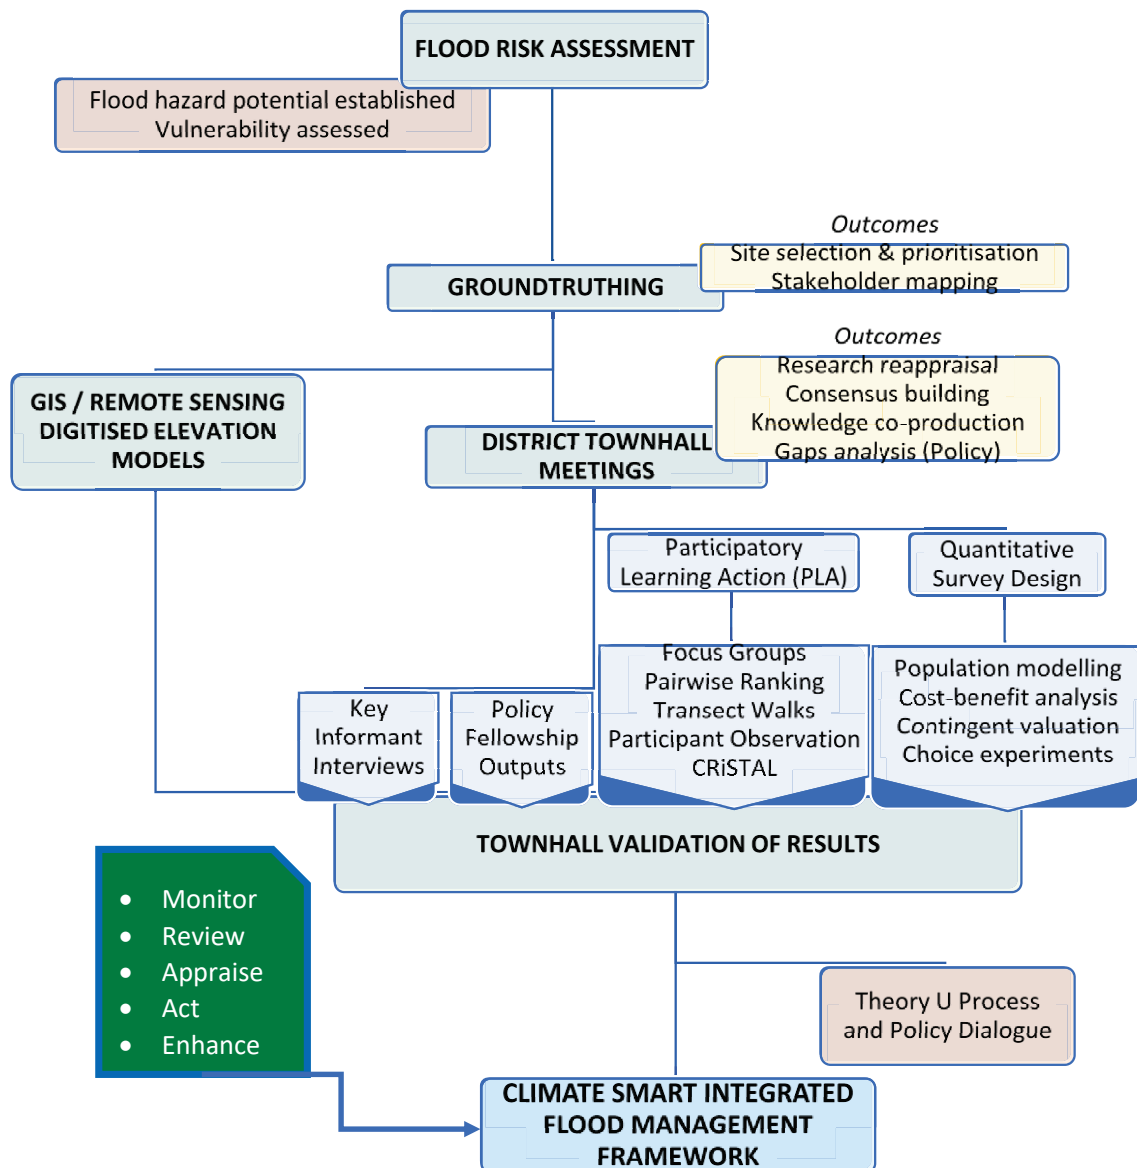 FLOOD RISK ASSESSMENT
Flood hazard potential established
Vulnerability assessed
Outcomes
Site selection & prioritisation
Stakeholder mapping
GROUNDTRUTHING
Outcomes
Research reappraisal
Consensus building
Knowledge co-production
Gaps analysis (Policy)
GIS / REMOTE SENSING
DIGITISED ELEVATION
MODELS
DISTRICT TOWNHALL
MEETINGS
Participatory
Learning Action (PLA)
Quantitative
Survey Design
Key
Informant
Interviews
Policy
Fellowship
Outputs
Focus Groups
Pairwise Ranking
Transect Walks
Participant Observation
CRiSTAL
Population modelling
Cost-benefit analysis
Contingent valuation
Choice experiments
TOWNHALL VALIDATION OF RESULTS
• Monitor
• Review
• Appraise
• Act
• Enhance
Theory U Process
and Policy Dialogue
CLIMATE SMART INTEGRATED
FLOOD MANAGEMENT
FRAMEWORK